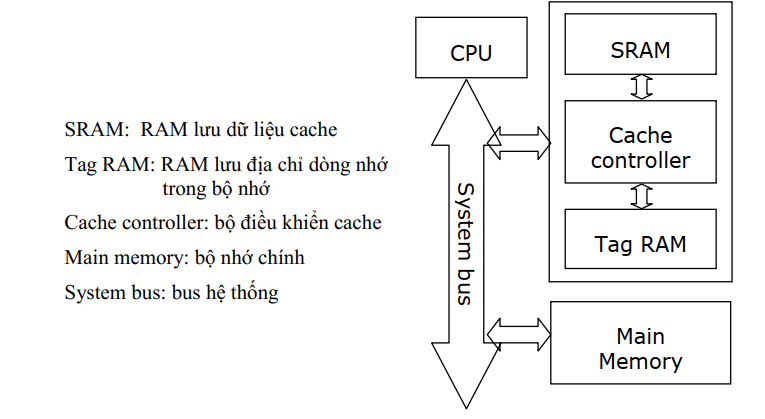 SRAM: RAM lưu dữ liệu cache
Tag RAM: RAM lưu địa chỉ dòng nhớ
trong bộ nhớ
Cache controller: bộ điều khiển cache
Main memory: bộ nhớ chính
System bus: bus hệ thống
CPU
SRAM
Cache
controller
Tag RAM
System bus
Main
Memory